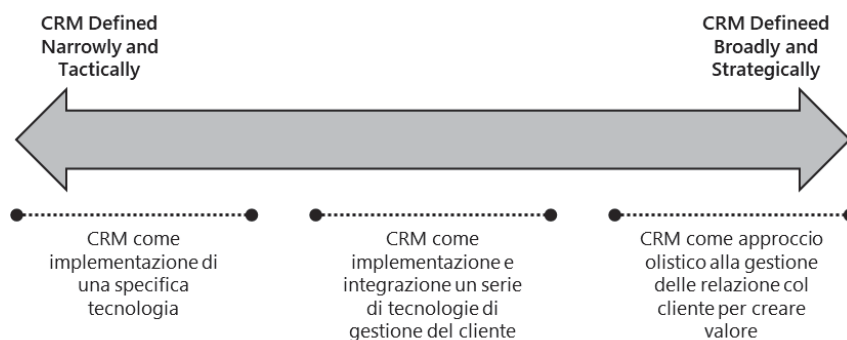 CRM Defined
Narrowly and
Tactically
CRM Defineed
Broadly and
Strategically
CRM come
implementazione di
una specifica
tecnologia
CRM come
implementazione e
integrazione un serie
di tecnologie di
gestione del cliente
CRM come approccio
olistico alla gestione
delle relazione col
cliente per creare
valore